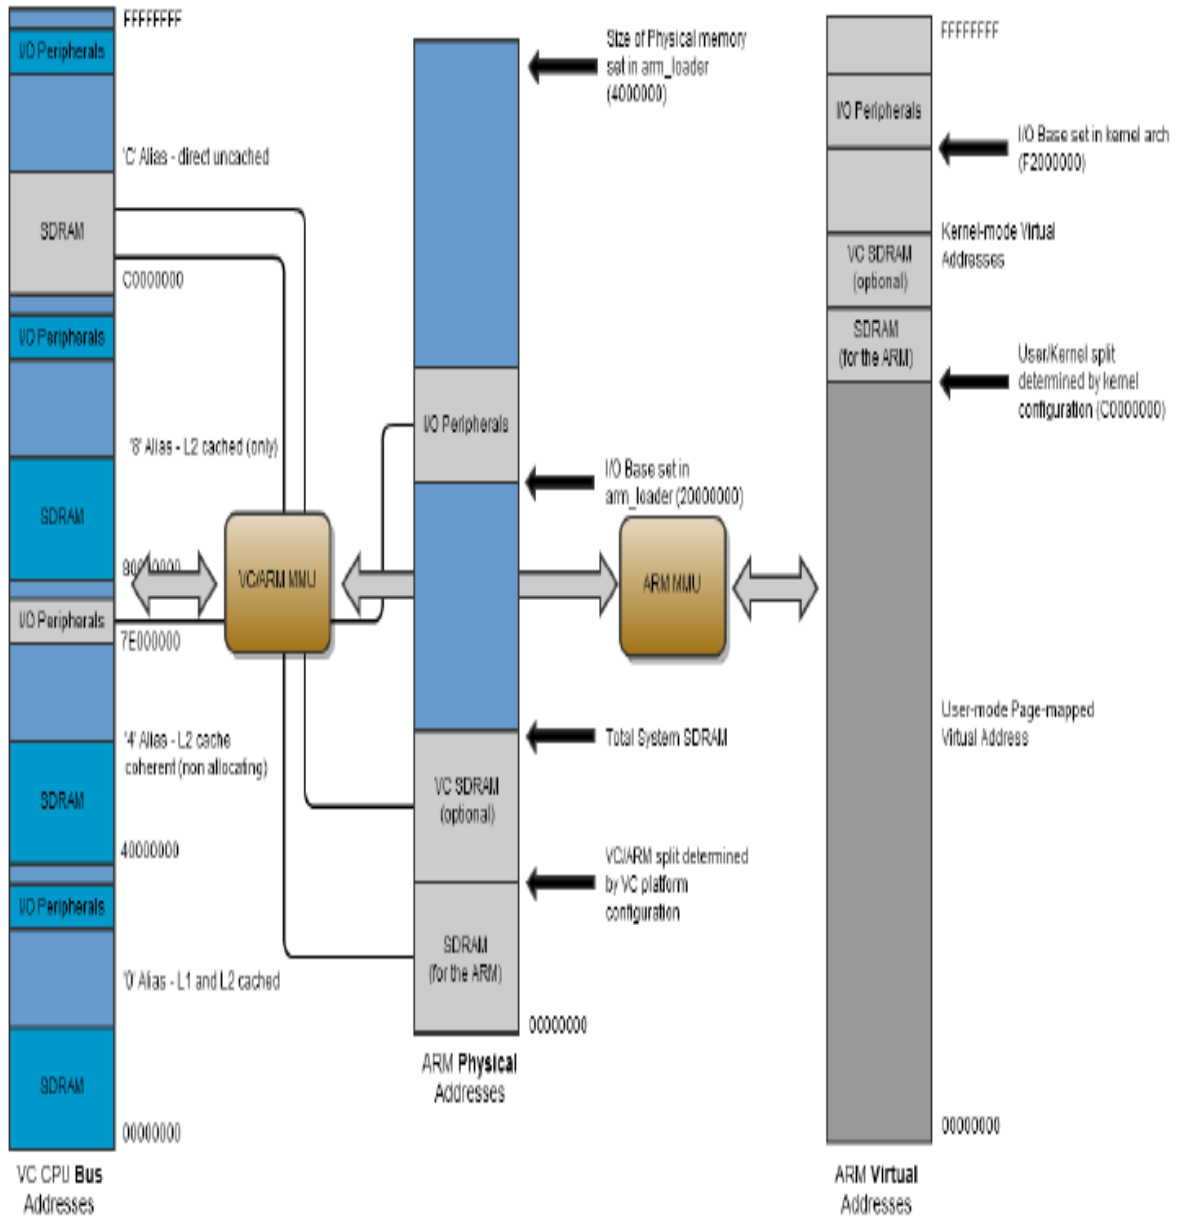 FFFFFFFF
I/O Peripherals
'C' Alias - direct uncached
SDRAM
C0000000
I/O Peripherals
'8' Alias - L2 cached (only)
SDRAM
80000000
I/O Peripherals
7E000000
'4' Alias - L2 cache
coherent (non allocating)
SDRAM
40000000
I/O Peripherals
'0' Alias - L1 and L2 cached
SDRAM
00000000
VC CPU Bus
Addresses
VC/ARM MMU
Size of Physical memory
set in arm_loader
(4000000)
I/O Peripherals
I/O Base set in
arm_loader (20000000)
Total System SDRAM
VC SDRAM
(optional)
VC/ARM split determined
by VC platform
configuration
SDRAM
(for the ARM)
00000000
ARM Physical
Addresses
ARM MMU
FFFFFFFF
I/O Peripherals
I/O Base set in kernel arch
(F2000000)
Kernel-mode Virtual
Addresses
VC SDRAM
(optional)
SDRAM
(for the ARM)
User/Kernel split
determined by kernel
configuration (C0000000)
User-mode Page-mapped
Virtual Address
00000000
ARM Virtual
Addresses